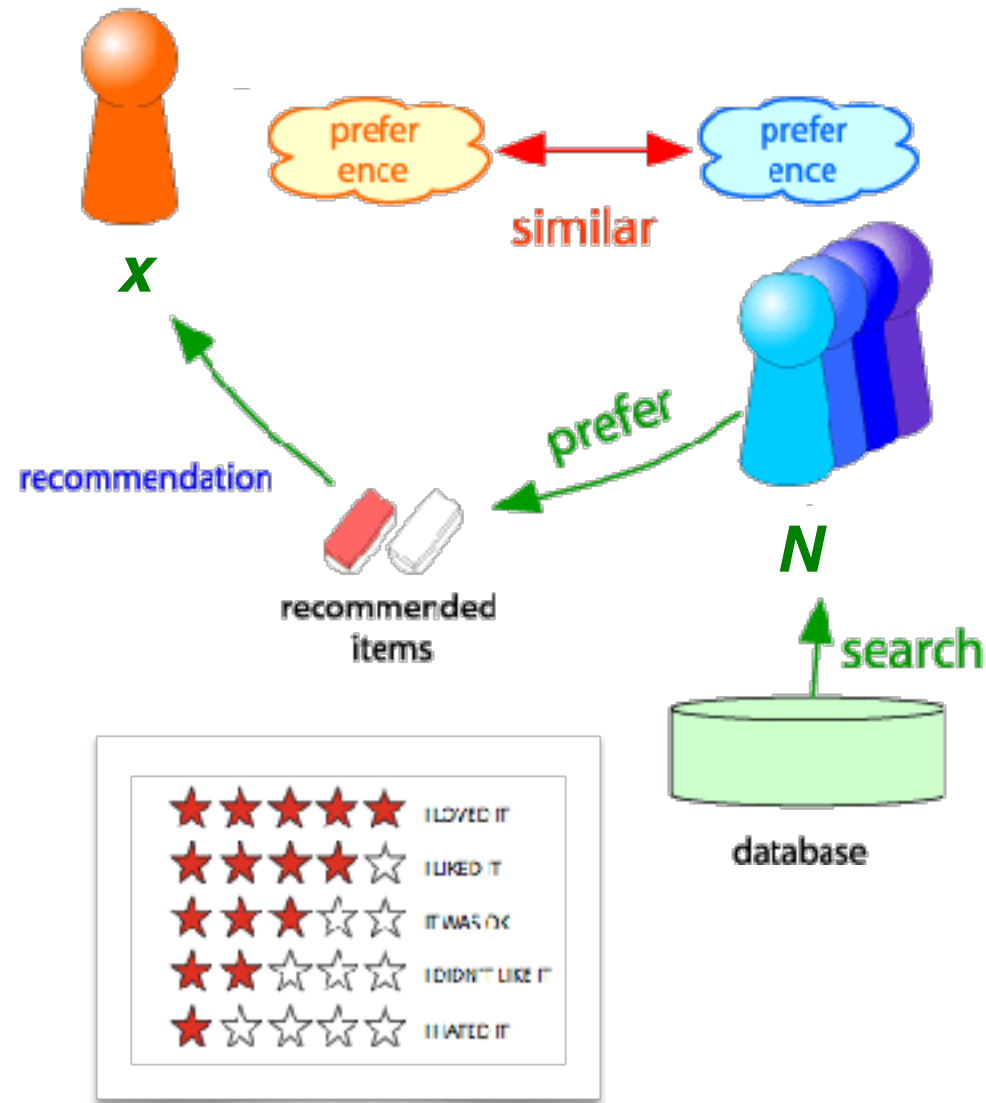 prefer
ence
prefer
ence
similar
x
prefer
recommendation
N
recommended
items
search
database
I LOVED IT
I LIKED IT
IT WAS OK
I DIDN'T LIKE IT
I HATED IT